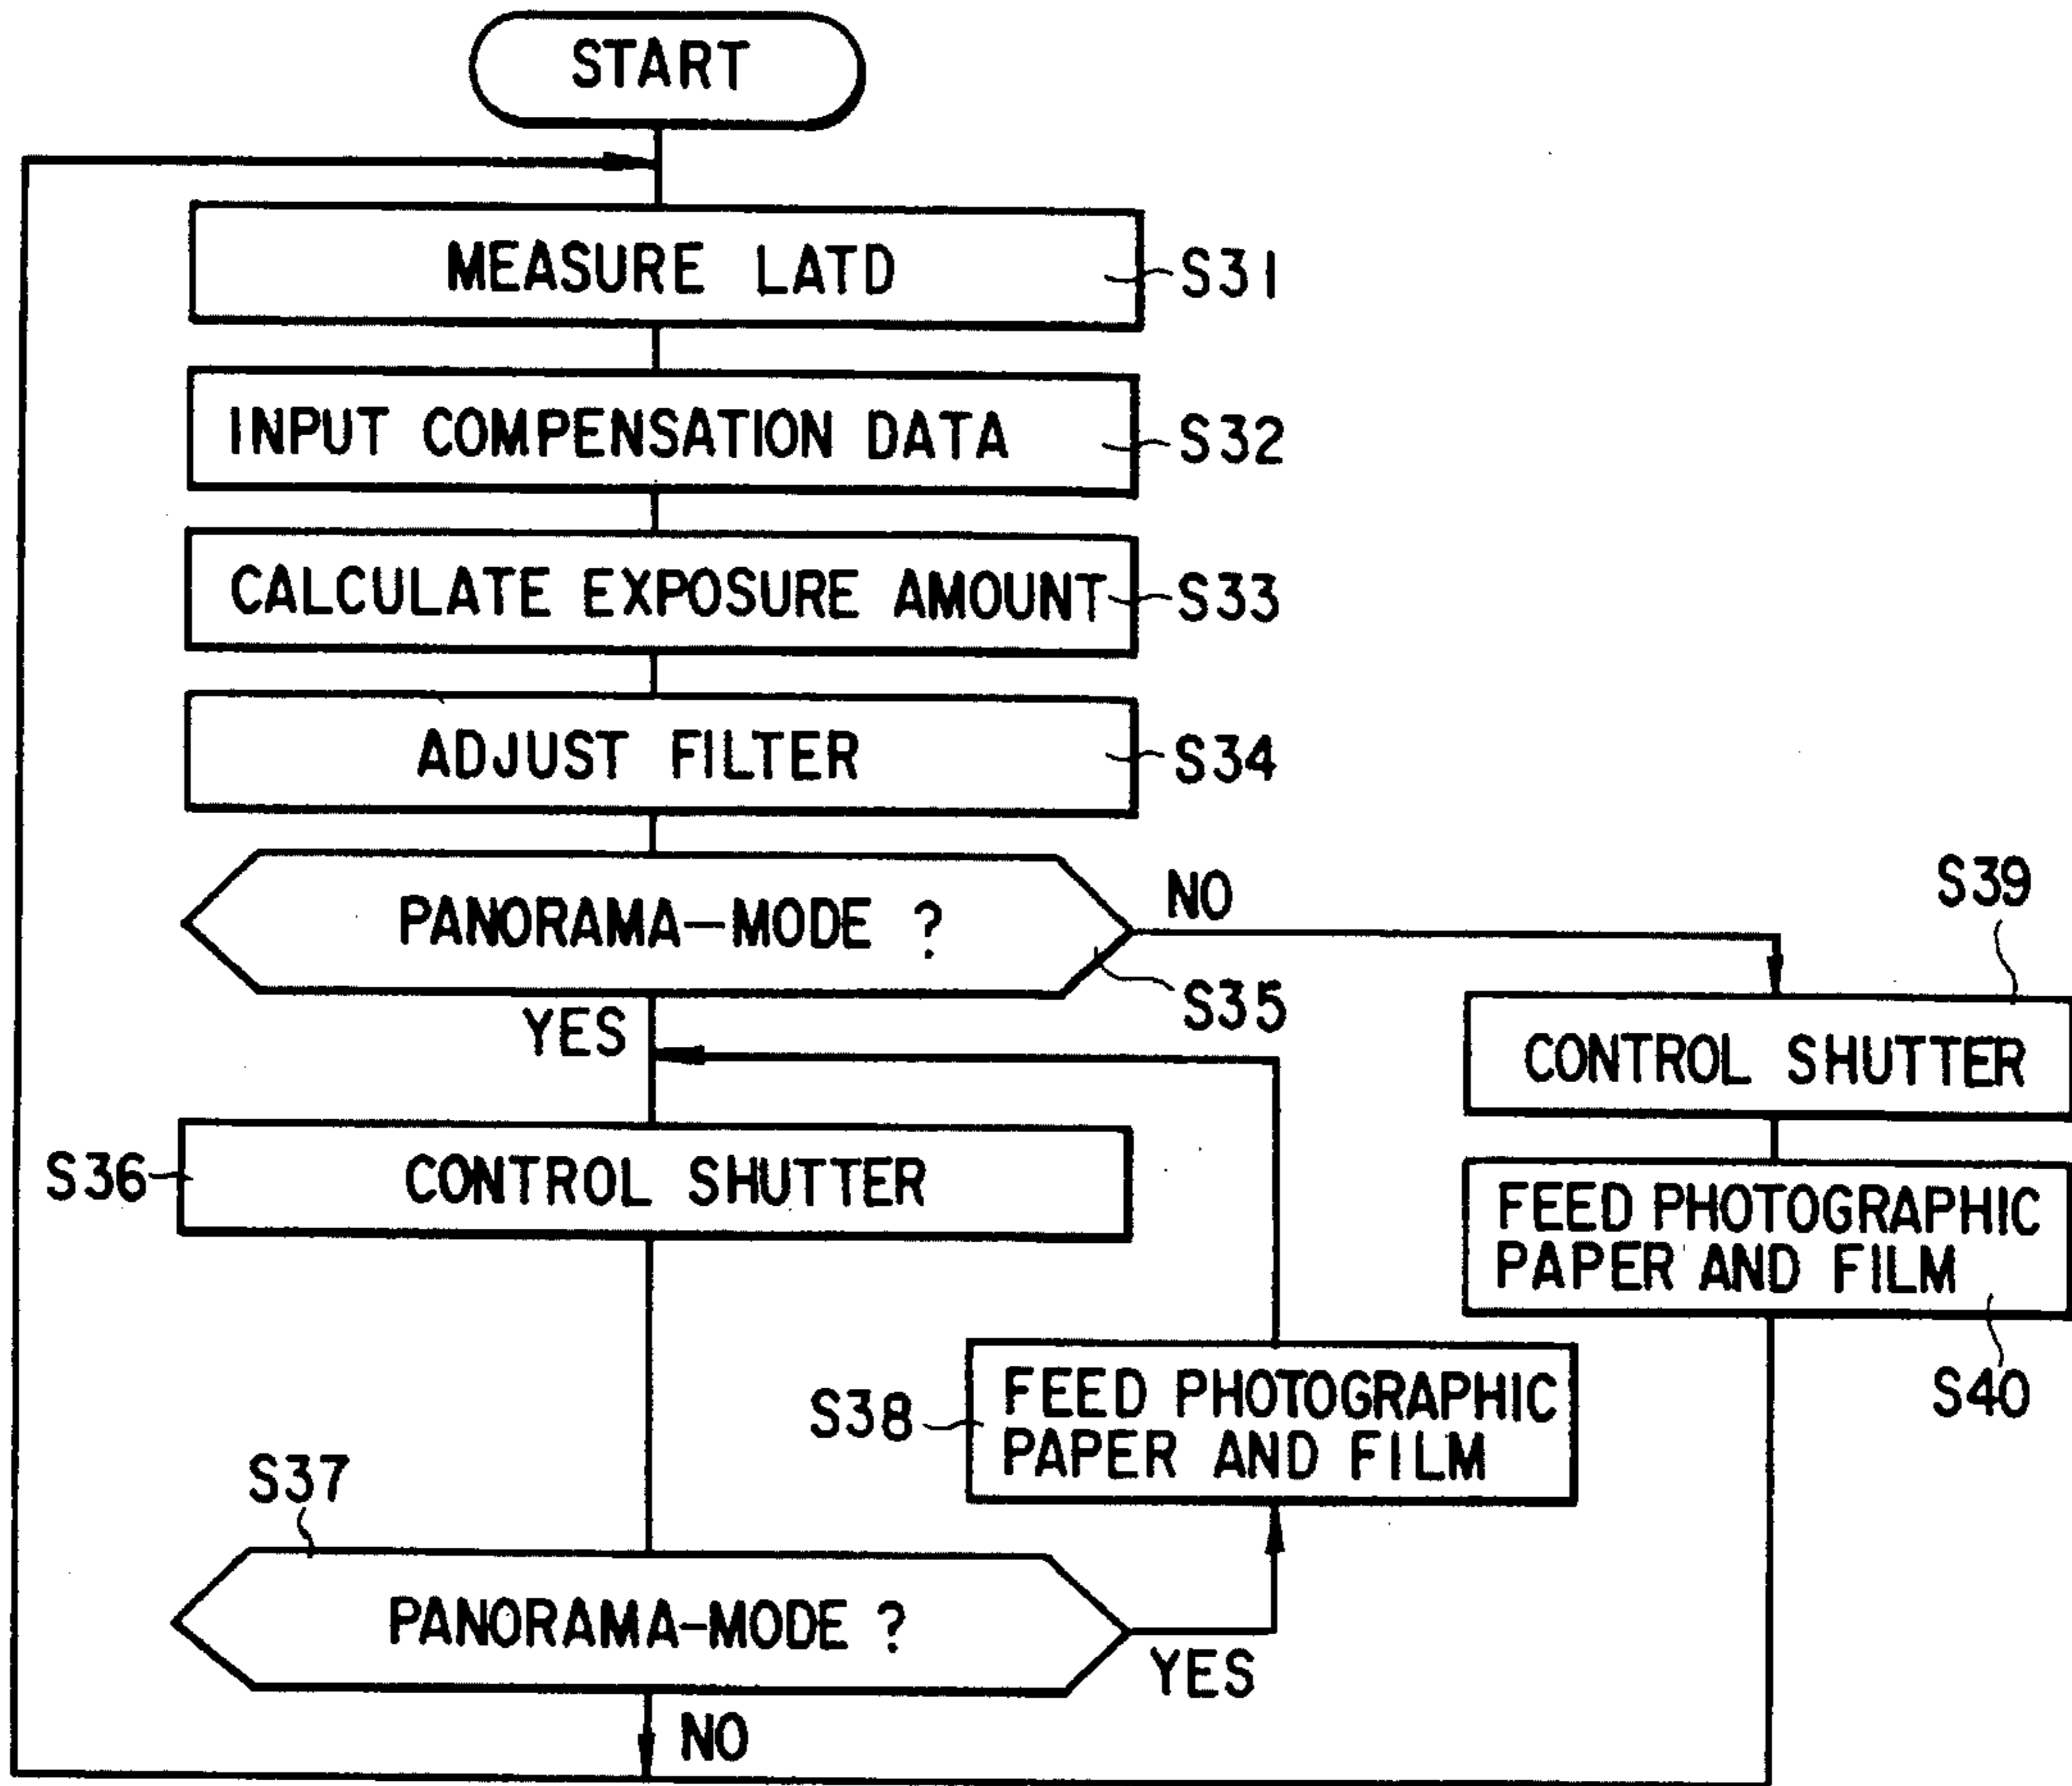 START
MEASURE LATD
S31
INPUT COMPENSATION DATA
S32
CALCULATE EXPOSURE AMOUNT
S33
ADJUST FILTER
S34
PANORAMA-MODE ?
NO
S35
YES
S39
CONTROL SHUTTER
S36
CONTROL SHUTTER
FEED PHOTOGRAPHIC
PAPER AND FILM
S40
S38
FEED PHOTOGRAPHIC
PAPER AND FILM
S37
PANORAMA-MODE ?
YES
NO